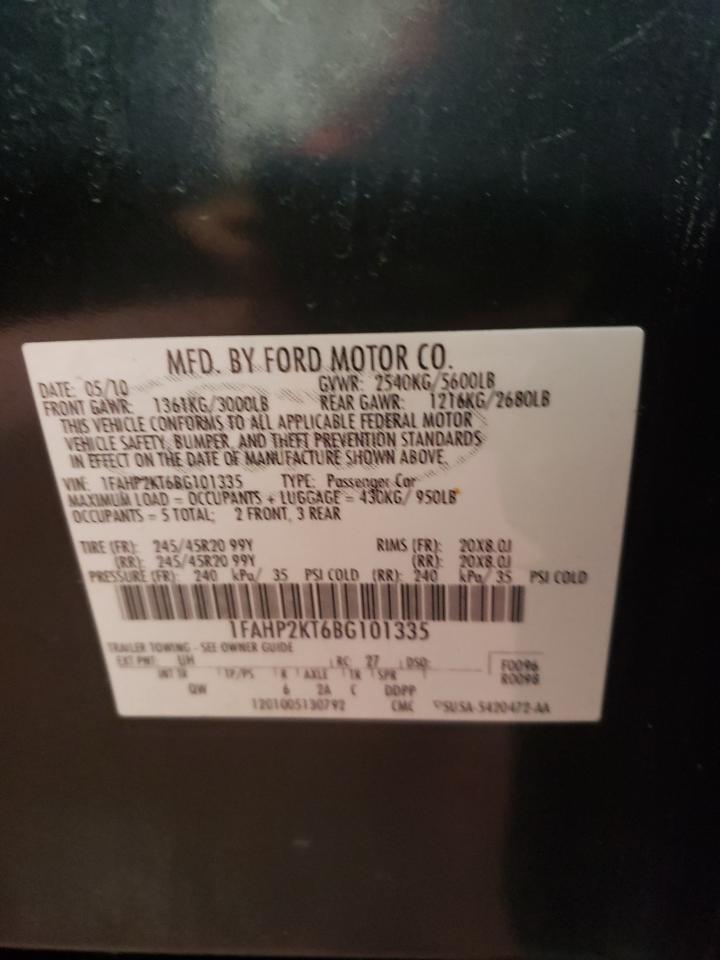 MFD. BY FORD MOTOR CO.
DATE: 05/10 GVWR: 2540KG/5600LB
FRONT GAWR: 1361KG/3000LB REAR GAWR: 1216KG/2680LB
THIS VEHICLE CONFORMS TO ALL APPLICABLE FEDERAL MOTOR
VEHICLE SAFETY, BUMPER, AND THEFT PREVENTION STANDARDS
IN EFFECT ON THE DATE OF MANUFACTURE SHOWN ABOVE.
VIN: 1FAHP2KT6BG101335 TYPE: Passenger Car
MAXIMUM LOAD = OCCUPANTS + LUGGAGE = 430KG/ 950LB
OCCUPANTS = 5 TOTAL; 2 FRONT, 3 REAR
TIRE (FR): 245/45R20 99Y RIMS (FR): 20X8.0J
(RR): 245/45R20 99Y (RR): 20X8.0J
PRESSURE (FR): 240 kPa/ 35 PSI COLD (RR): 240 kPa/ 35 PSI COLD
1FAHP2KT6BG101335
TRAILER TOWING - SEE OWNER GUIDE
EXT PNT: UH RC: 27 DSO: F0096
INT TR TP/PS R AXLE TR SPR R0098
QW 6 2A C DDPP
1201005130792 CMC 5U5A-5420472-AA